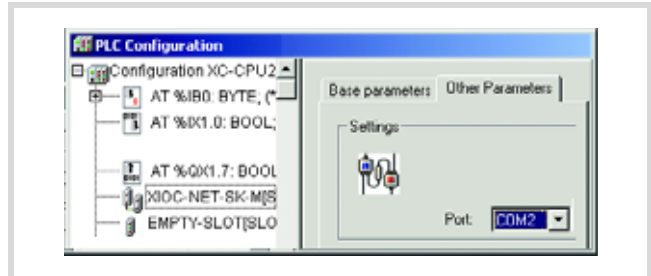 PLC Configuration
Configuration XC-CPU2
AT %IB0: BYTE; (*
AT %IX1.0: BOOL;
AT %QX1.7: BOOL
XIOC-NET-SK-M[S
EMPTY-SLOT[SLO
Base parameters
Other Parameters
Settings
Port:
COM2